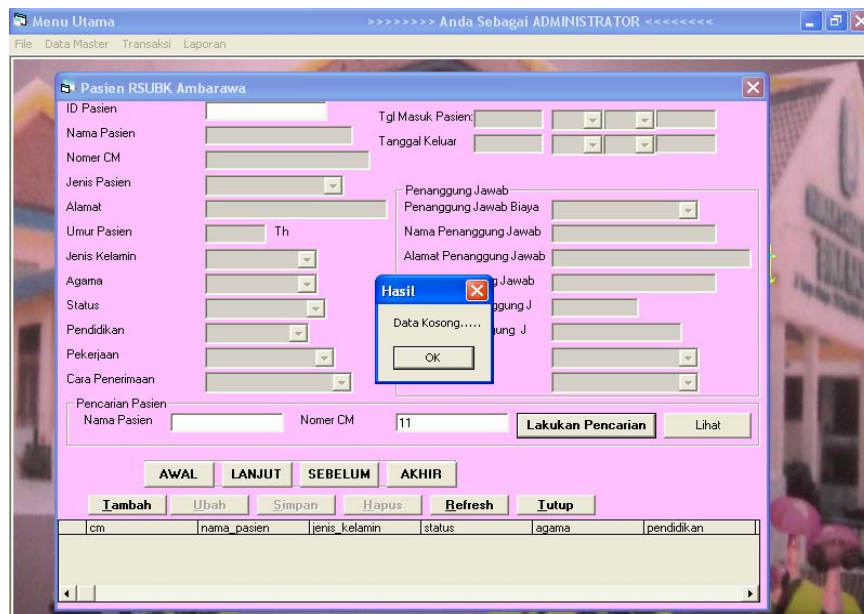 Menu Utama >>>>>>>> Anda Sebagai ADMINISTRATOR <<<<<<<<
File Data Master Transaksi Laporan
Pasien RSUBK Ambarawa
ID Pasien
Nama Pasien
Nomer CM
Jenis Pasien
Alamat
Umur Pasien Th
Jenis Kelamin
Agama
Status
Pendidikan
Pekerjaan
Cara Penerimaan
Tgl Masuk Pasien:
Tanggal Keluar
Penanggung Jawab
Penanggung Jawab Biaya
Nama Penanggung Jawab
Alamat Penanggung Jawab
g Jawab
ggung J
ung J
Hasil
Data Kosong.....
OK
Pencarian Pasien
Nama Pasien Nomer CM 11 Lakukan Pencarian Lihat
AWAL LANJUT SEBELUM AKHIR
Tambah Ubah Simpan Hapus Refresh Tutup
cm nama_pasien jenis_kelamin status agama pendidikan